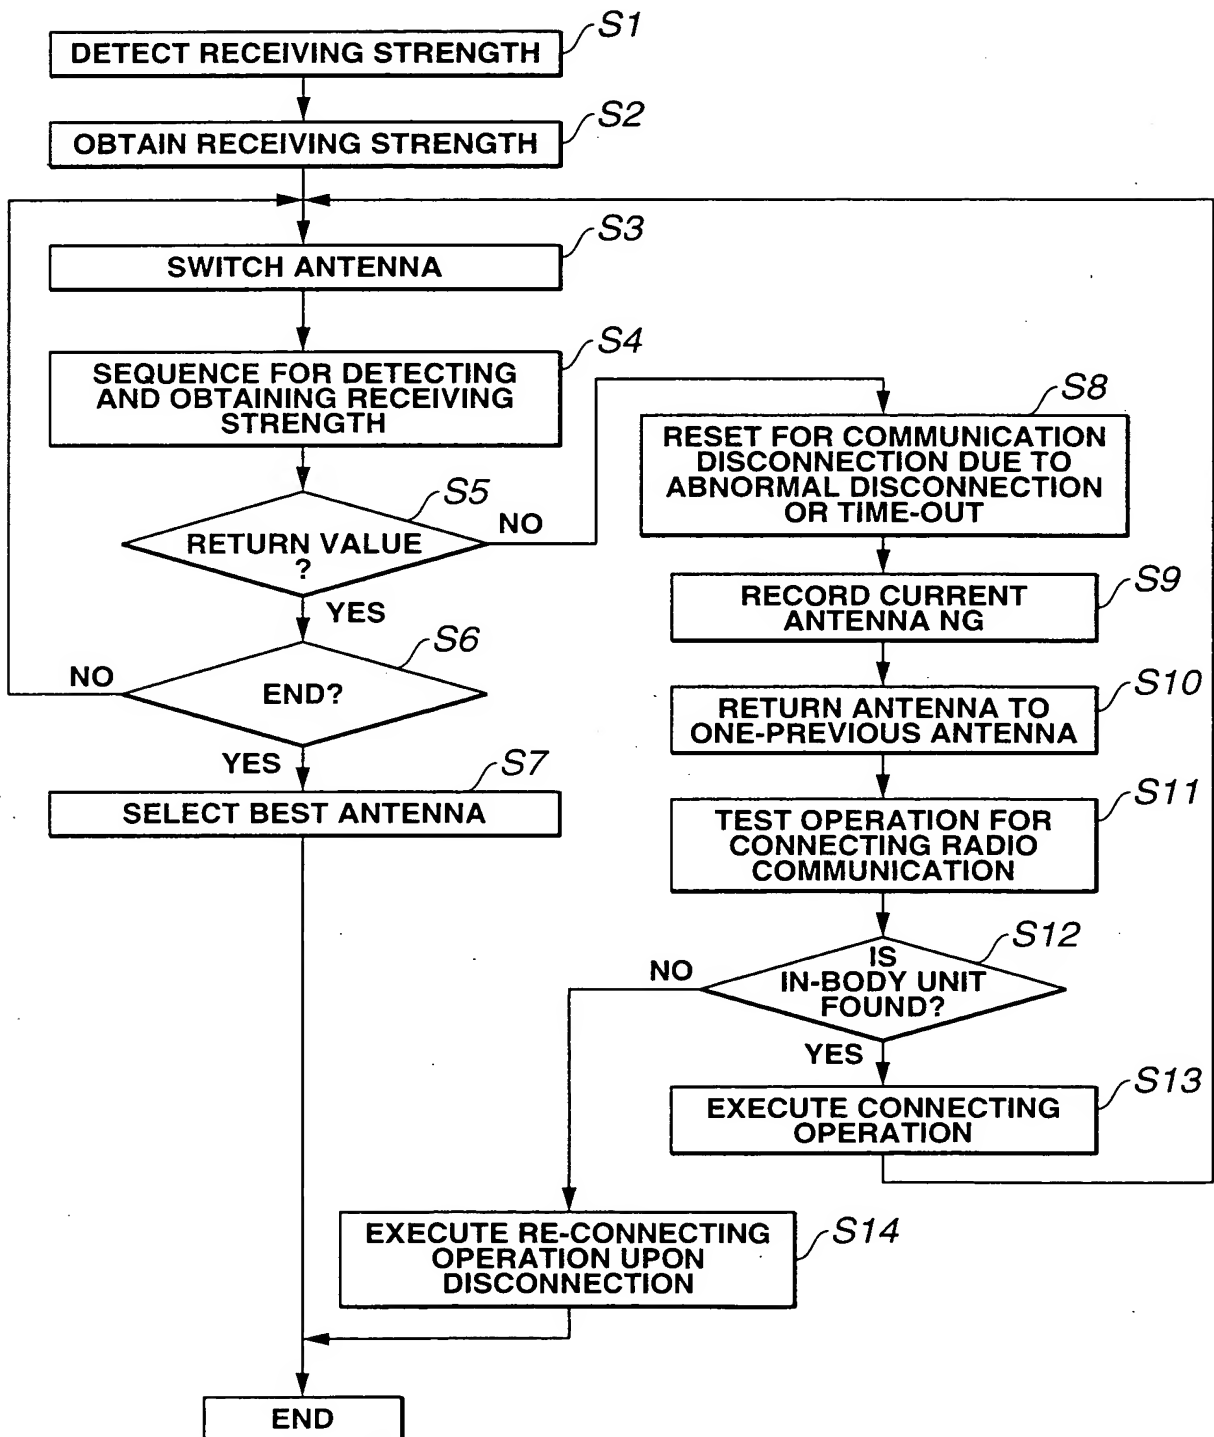 S1
DETECT RECEIVING STRENGTH
S2
OBTAIN RECEIVING STRENGTH
S3
SWITCH ANTENNA
S4
SEQUENCE FOR DETECTING
AND OBTAINING RECEIVING
STRENGTH
S5
RETURN VALUE
?
NO
YES
S6
END?
NO
YES
S7
SELECT BEST ANTENNA
S8
RESET FOR COMMUNICATION
DISCONNECTION DUE TO
ABNORMAL DISCONNECTION
OR TIME-OUT
S9
RECORD CURRENT
ANTENNA NG
S10
RETURN ANTENNA TO
ONE-PREVIOUS ANTENNA
S11
TEST OPERATION FOR
CONNECTING RADIO
COMMUNICATION
S12
IS
IN-BODY UNIT
FOUND?
NO
YES
S13
EXECUTE CONNECTING
OPERATION
S14
EXECUTE RE-CONNECTING
OPERATION UPON
DISCONNECTION
END